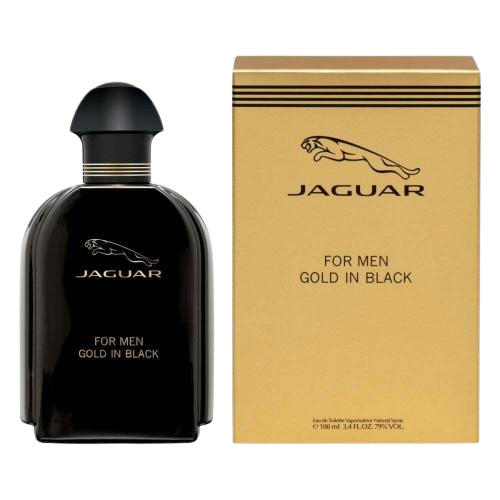 JAGUAR
FOR MEN
GOLD IN BLACK
JAGUAR
FOR MEN
GOLD IN BLACK
Eau de Toilette Vaporisateur Natural Spray
℮ 100 ml 3.4 FL.OZ. 79% VOL.